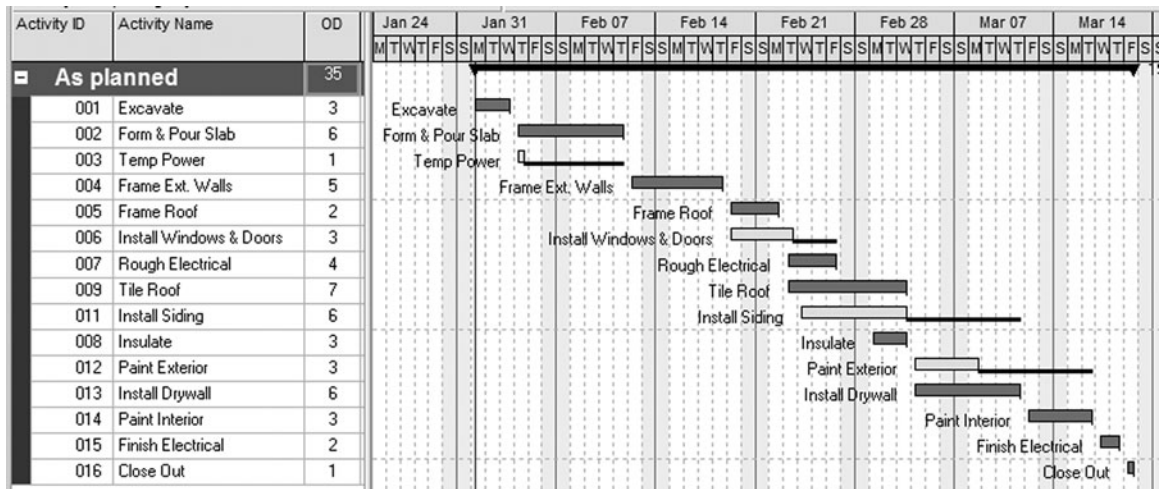 Activity ID Activity Name OD Jan 24 Jan 31 Feb 07 Feb 14 Feb 21 Feb 28 Mar 07 Mar 14
M T W T F S S M T W T F S S M T W T F S S M T W T F S S M T W T F S S M T W T F S S M T W T F S S M T W T F S
As planned 35
001 Excavate 3 Excavate
002 Form & Pour Slab 6 Form & Pour Slab
003 Temp Power 1 Temp Power
004 Frame Ext. Walls 5 Frame Ext. Walls
005 Frame Roof 2 Frame Roof
006 Install Windows & Doors 3 Install Windows & Doors
007 Rough Electrical 4 Rough Electrical
009 Tile Roof 7 Tile Roof
011 Install Siding 6 Install Siding
008 Insulate 3 Insulate
012 Paint Exterior 3 Paint Exterior
013 Install Drywall 6 Install Drywall
014 Paint Interior 3 Paint Interior
015 Finish Electrical 2 Finish Electrical
016 Close Out 1 Close Out